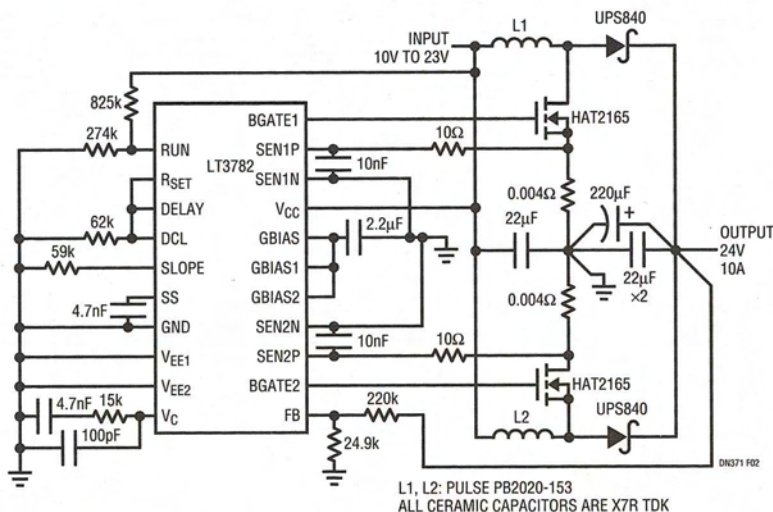 INPUT
10V TO 23V
L1
UPS840
825k
274k
BGATE1
HAT2165
RUN
LT3782
SEN1P
10Ω
10nF
RSET
SEN1N
0.004Ω
220µF
DELAY
VCC
62k
2.2µF
22µF
+
DCL
GBIAS
OUTPUT
24V
10A
59k
SLOPE
GBIAS1
22µF
×2
SS
GBIAS2
0.004Ω
4.7nF
GND
SEN2N
10nF
10Ω
VEE1
SEN2P
HAT2165
VEE2
BGATE2
4.7nF
15k
220k
UPS840
VC
FB
L2
100pF
24.9k
DN371 F02
L1, L2: PULSE PB2020-153
ALL CERAMIC CAPACITORS ARE X7R TDK